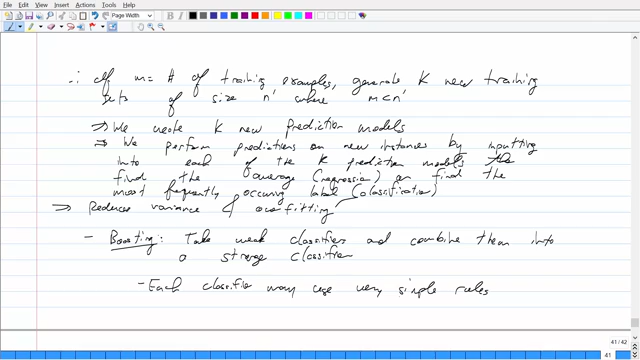 File Edit View Insert Actions Tools Help
Page Width
∴ If m = # of training examples, generate K new training
sets of size n', where m < n'
⇒ We create K new prediction models
⇒ We perform predictions on new instances by inputting
into each of the K prediction models the
find the average (regression) or find the
most frequently occuring label (classification)
⇒ Reduces variance & overfitting
- Boosting: Take weak classifiers and combine them into
a stronge classifier
- Each classifier may use very simple rules
41 / 42
41